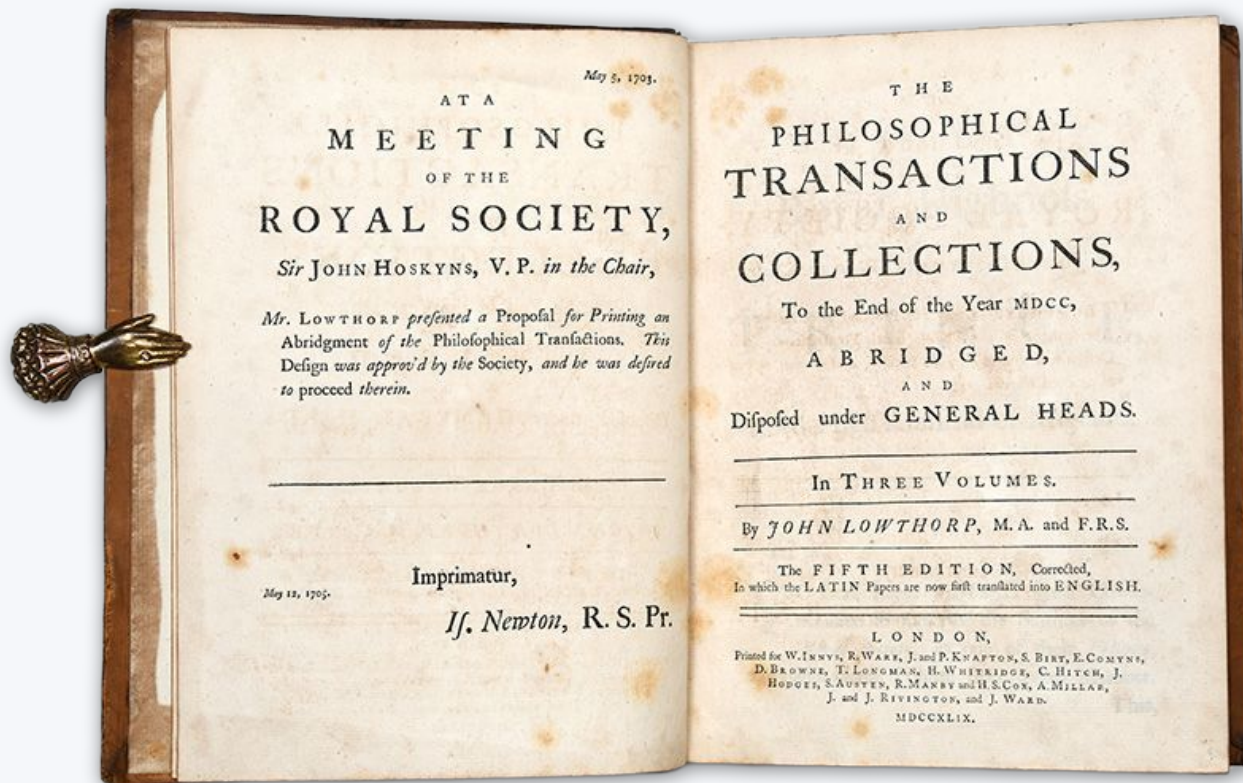 May 5, 1703.
AT A
MEETING
OF THE
ROYAL SOCIETY,
Sir JOHN HOSKYNS, V. P. in the Chair,
Mr. LOWTHORP preſented a Propoſal for Printing an
Abridgment of the Philoſophical Tranſactions. This
Deſign was approv'd by the Society, and he was deſired
to proceed therein.
May 12, 1705.
Imprimatur,
Iſ. Newton, R. S. Pr.
THE
PHILOSOPHICAL
TRANSACTIONS
AND
COLLECTIONS,
To the End of the Year MDCC,
ABRIDGED,
AND
Diſpoſed under GENERAL HEADS.
In THREE VOLUMES.
By JOHN LOWTHORP, M. A. and F.R.S.
The FIFTH EDITION, Corrected,
In which the LATIN Papers are now firſt tranſlated into ENGLISH.
LONDON,
Printed for W. INNYS, R. WARE, J. and P. KNAPTON, S. BIRT, E. COMYNS,
D. BROWNE, T. LONGMAN, H. WHITRIDGE, C. HITCH, J.
HODGES, S. AUSTEN, R. MANBY and H. S. COX, A. MILLAR,
J. and J. RIVINGTON, and J. WARD.
MDCCXLIX.